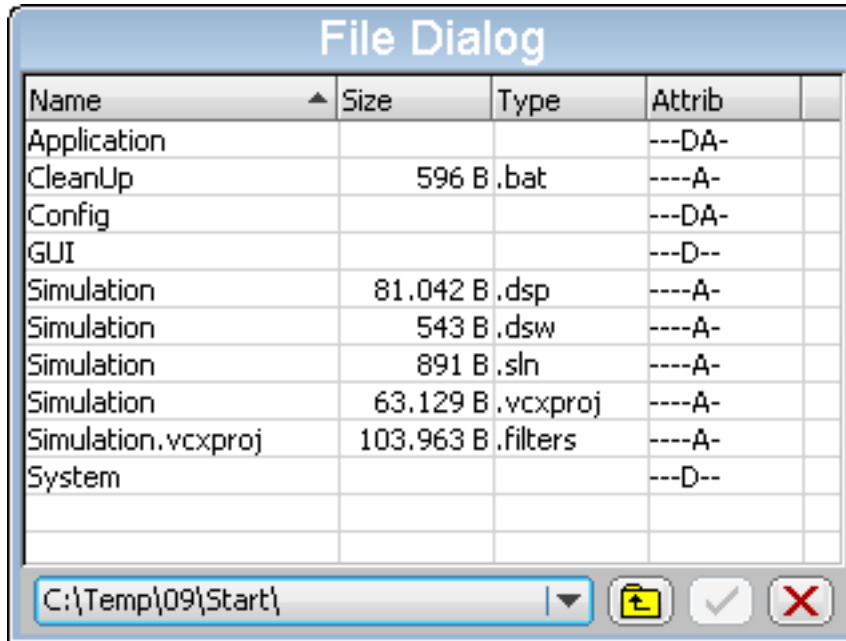 File Dialog
Name Size Type Attrib
Application ---DA-
CleanUp 596 B .bat ----A-
Config ---DA-
GUI ---D--
Simulation 81.042 B .dsp ----A-
Simulation 543 B .dsw ----A-
Simulation 891 B .sln ----A-
Simulation 63.129 B .vcxproj ----A-
Simulation.vcxproj 103.963 B .filters ----A-
System ---D--
C:\Temp\09\Start\